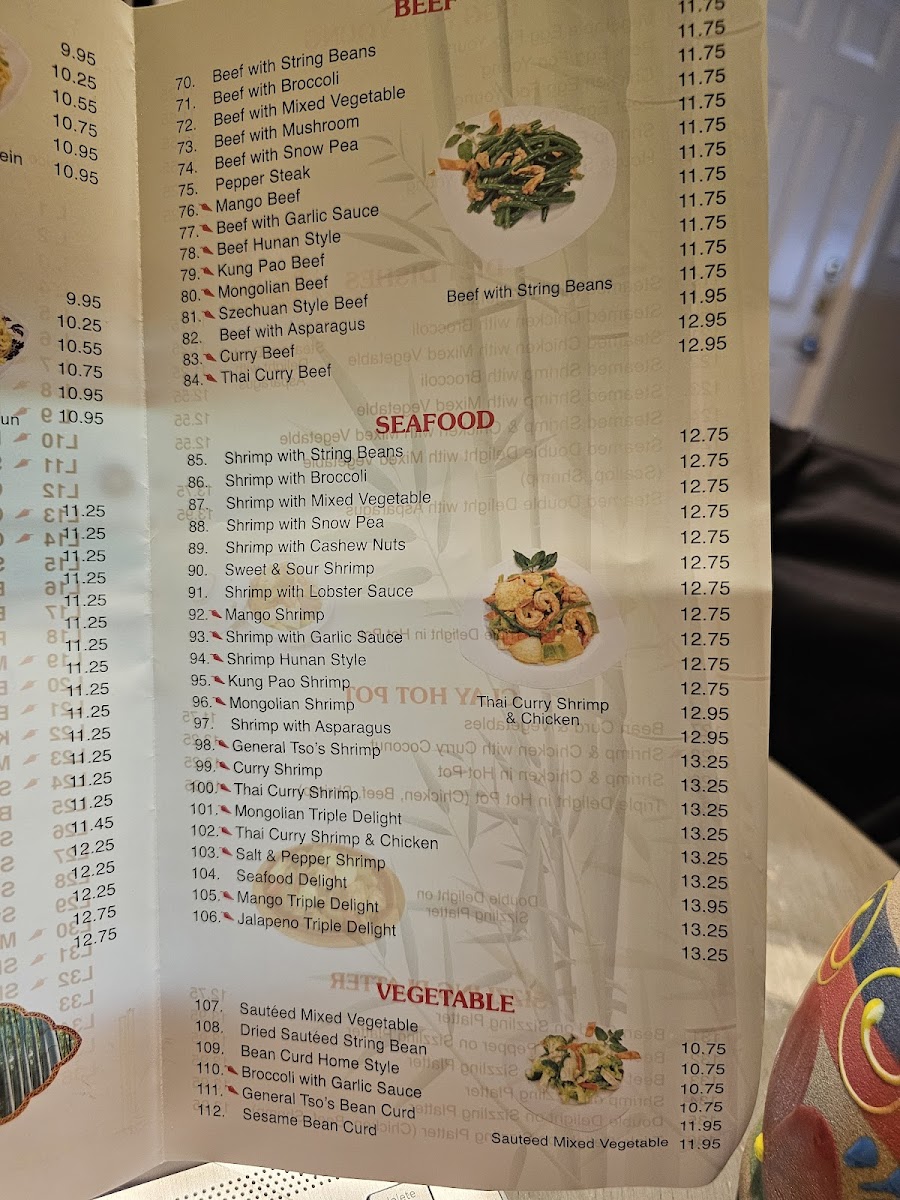 9.95
10.25
10.55
10.75
10.95
ein 10.95
9.95
10.25
10.55
10.75
10.95
un 10.95
11.25
11.25
11.25
11.25
11.25
11.25
11.25
11.25
11.25
11.25
11.25
11.25
11.25
11.25
11.45
12.25
12.25
12.25
12.75
12.75
BEEF
70. Beef with String Beans 11.75
71. Beef with Broccoli 11.75
72. Beef with Mixed Vegetable 11.75
73. Beef with Mushroom 11.75
74. Beef with Snow Pea 11.75
75. Pepper Steak 11.75
76. Mango Beef 11.75
77. Beef with Garlic Sauce 11.75
78. Beef Hunan Style 11.75
79. Kung Pao Beef 11.75
80. Mongolian Beef 11.75
81. Szechuan Style Beef 11.75
82. Beef with Asparagus 11.95
83. Curry Beef 12.95
84. Thai Curry Beef 12.95
Beef with String Beans
SEAFOOD
85. Shrimp with String Beans 12.75
86. Shrimp with Broccoli 12.75
87. Shrimp with Mixed Vegetable 12.75
88. Shrimp with Snow Pea 12.75
89. Shrimp with Cashew Nuts 12.75
90. Sweet & Sour Shrimp 12.75
91. Shrimp with Lobster Sauce 12.75
92. Mango Shrimp 12.75
93. Shrimp with Garlic Sauce 12.75
94. Shrimp Hunan Style 12.75
95. Kung Pao Shrimp 12.75
96. Mongolian Shrimp 12.95
97. Shrimp with Asparagus 12.95
98. General Tso's Shrimp 13.25
99. Curry Shrimp 13.25
100. Thai Curry Shrimp 13.25
101. Mongolian Triple Delight 13.25
102. Thai Curry Shrimp & Chicken 13.25
103. Salt & Pepper Shrimp 13.25
104. Seafood Delight 13.95
105. Mango Triple Delight 13.25
106. Jalapeno Triple Delight 13.25
Thai Curry Shrimp
& Chicken
VEGETABLE
107. Sautéed Mixed Vegetable 10.75
108. Dried Sautéed String Bean 10.75
109. Bean Curd Home Style 10.75
110. Broccoli with Garlic Sauce 10.75
111. General Tso's Bean Curd 11.95
112. Sesame Bean Curd 11.95
Sauteed Mixed Vegetable